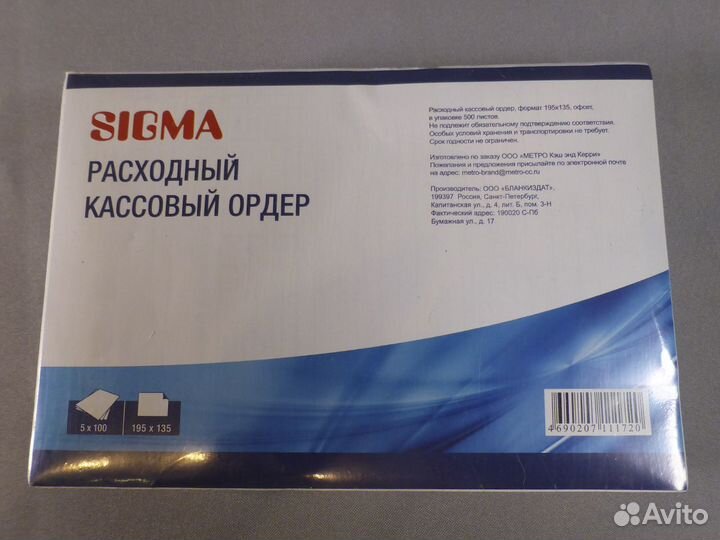 SIGMA
РАСХОДНЫЙ
КАССОВЫЙ ОРДЕР
Расходный кассовый ордер, формат 195х135, офсет,
в упаковке 500 листов.
Не подлежит обязательному подтверждению соответствия.
Особых условий хранения и транспортировки не требует.
Срок годности не ограничен.
Изготовлено по заказу ООО «МЕТРО Кэш энд Керри»
Пожелания и предложения присылайте по электронной почте
на адрес: metro-brand@metro-cc.ru
Производитель: ООО «БЛАНКИЗДАТ»,
199397 Россия, Санкт-Петербург,
Капитанская ул., д. 4, лит. Б, пом. 3-Н
Фактический адрес: 196020 С-Пб
Бумажная ул., д. 17
5 x 100
195 x 135
4690207111720
Avito